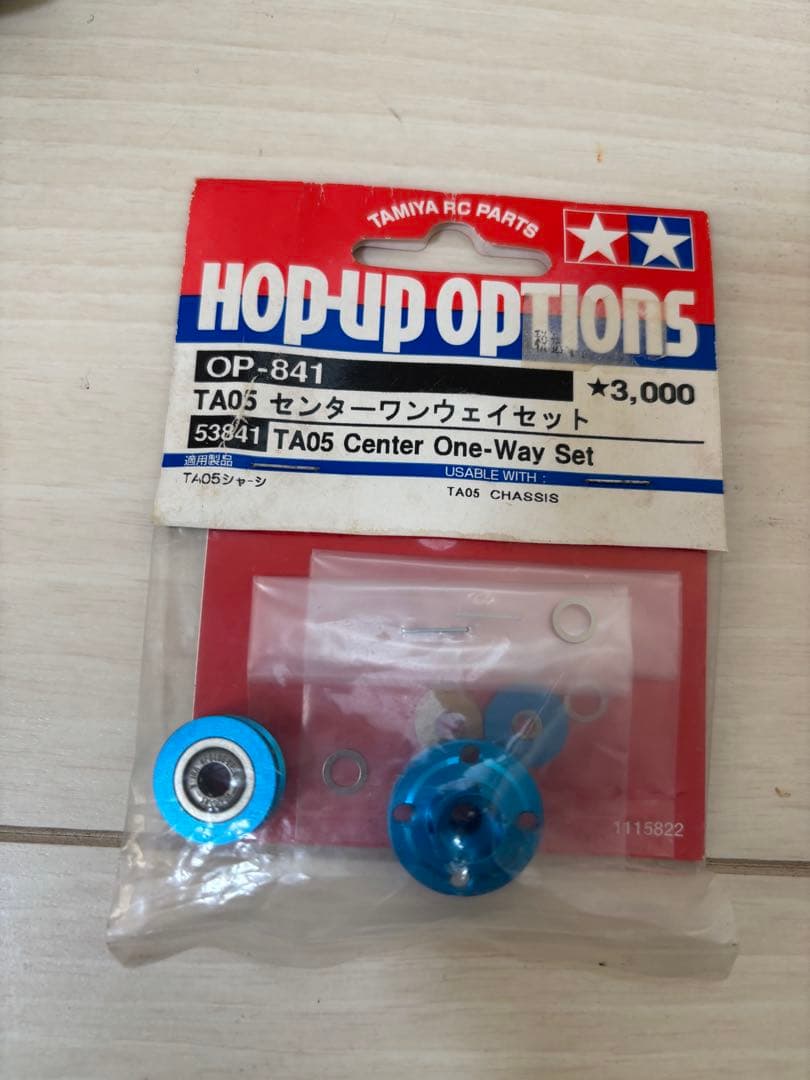 TAMIYA RC PARTS
HOP-UP OPTIONS
OP-841
★3,000
TA05 センターワンウェイセット
53841 TA05 Center One-Way Set
適用製品
USABLE WITH :
TA05シャーシ
TA05 CHASSIS
1115822